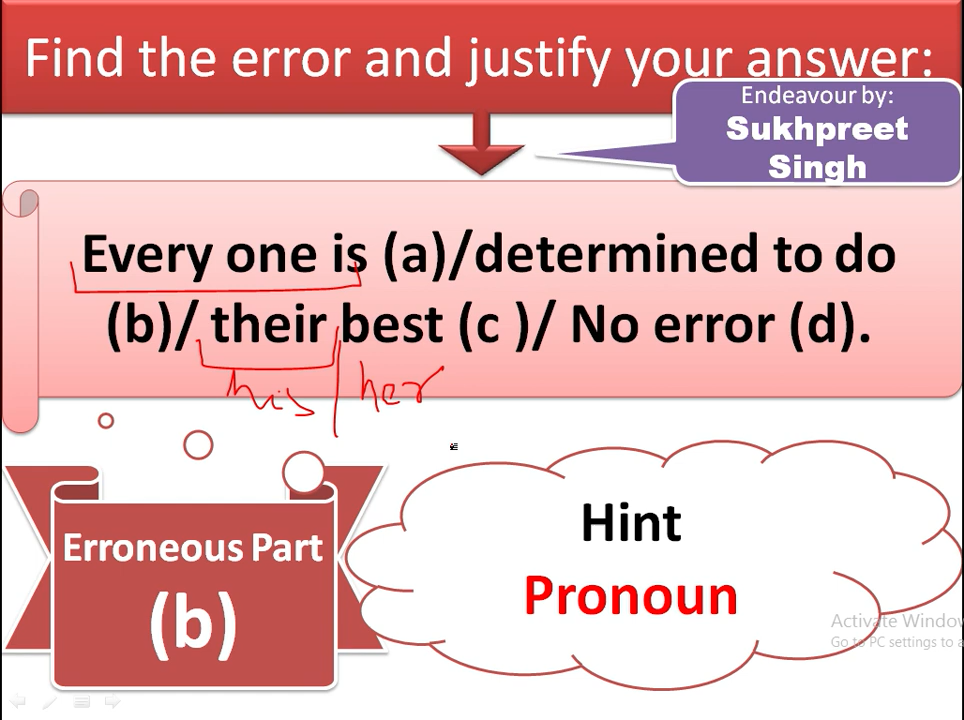 Find the error and justify your answer:
Endeavour by:
Sukhpreet
Singh
Every one is (a)/determined to do
(b)/ their best (c )/ No error (d).
his/her
Erroneous Part
(b)
Hint
Pronoun
Activate Window
Go to PC settings to a